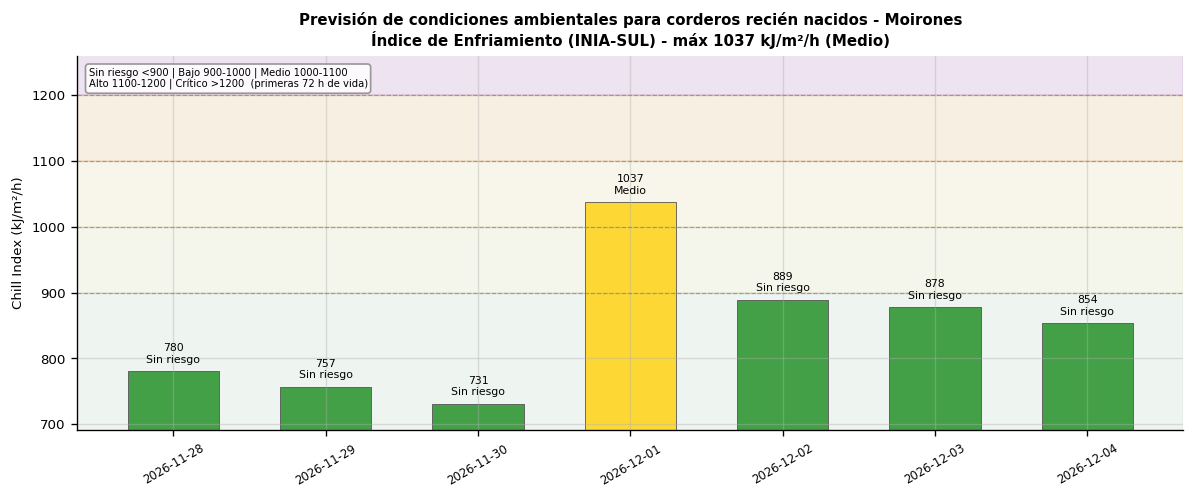 Previsión de condiciones ambientales para corderos recién nacidos - Moirones
Índice de Enfriamiento (INIA-SUL) - máx 1037 kJ/m²/h (Medio)
Sin riesgo <900 | Bajo 900-1000 | Medio 1000-1100
Alto 1100-1200 | Crítico >1200  (primeras 72 h de vida)
Chill Index (kJ/m²/h)
1200
1100
1000
900
800
700
780
Sin riesgo
757
Sin riesgo
731
Sin riesgo
1037
Medio
889
Sin riesgo
878
Sin riesgo
854
Sin riesgo
2026-11-28
2026-11-29
2026-11-30
2026-12-01
2026-12-02
2026-12-03
2026-12-04